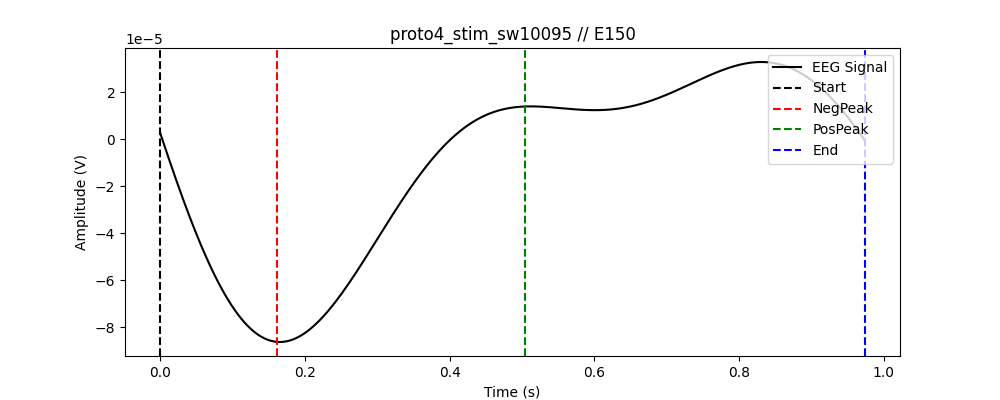 proto4_stim_sw10095 // E150
1e−5
2
0
−2
−4
−6
−8
Amplitude (V)
EEG Signal
Start
NegPeak
PosPeak
End
0.0 0.2 0.4 0.6 0.8 1.0
Time (s)